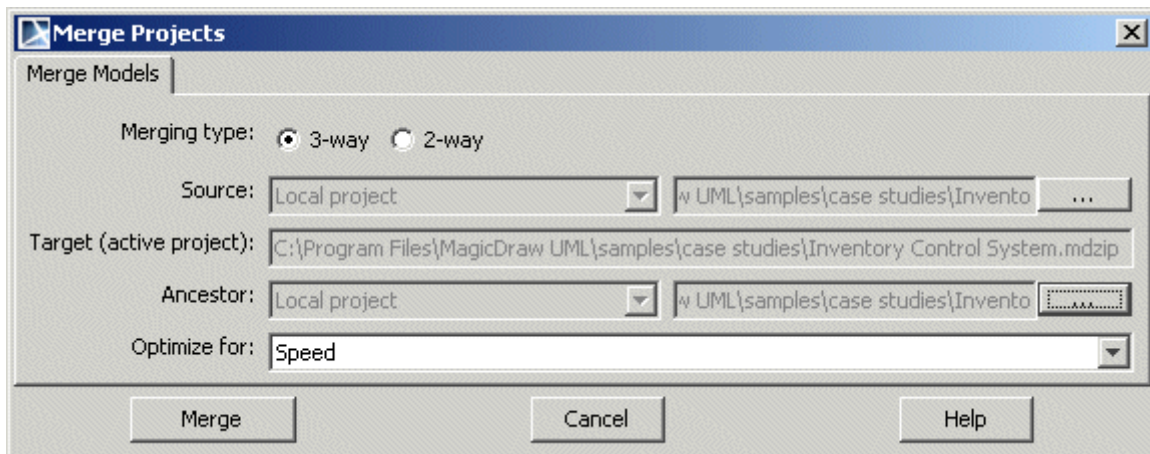 Merge Projects
Merge Models
Merging type: 3-way 2-way
Source: Local project w UML\samples\case studies\Invento ...
Target (active project): C:\Program Files\MagicDraw UML\samples\case studies\Inventory Control System.mdzip
Ancestor: Local project w UML\samples\case studies\Invento ...
Optimize for: Speed
Merge Cancel Help